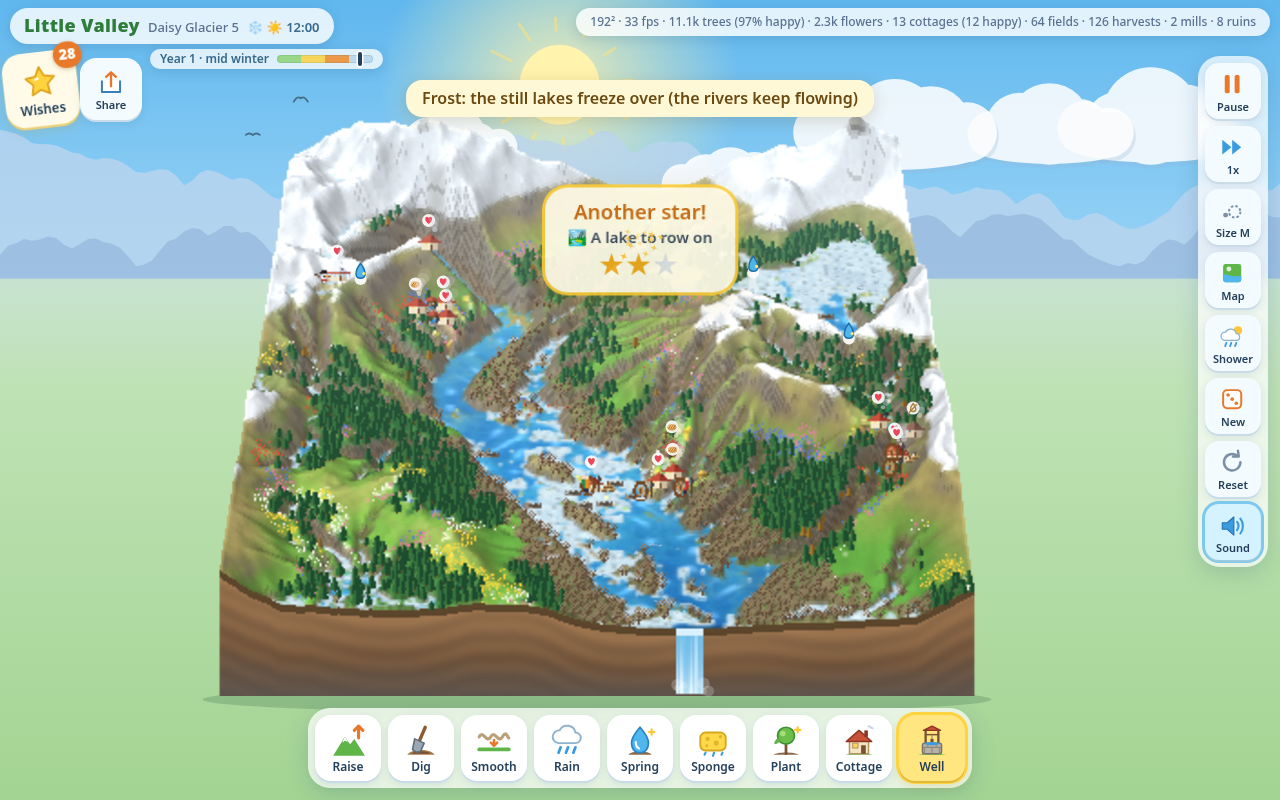 Little Valley Daisy Glacier 5 12:00
192² · 33 fps · 11.1k trees (97% happy) · 2.3k flowers · 13 cottages (12 happy) · 64 fields · 126 harvests · 2 mills · 8 ruins
Year 1 · mid winter
28
Wishes
Share
Frost: the still lakes freeze over (the rivers keep flowing)
Another star!
A lake to row on
Pause
1x
Size M
Map
Shower
New
Reset
Sound
Raise
Dig
Smooth
Rain
Spring
Sponge
Plant
Cottage
Well